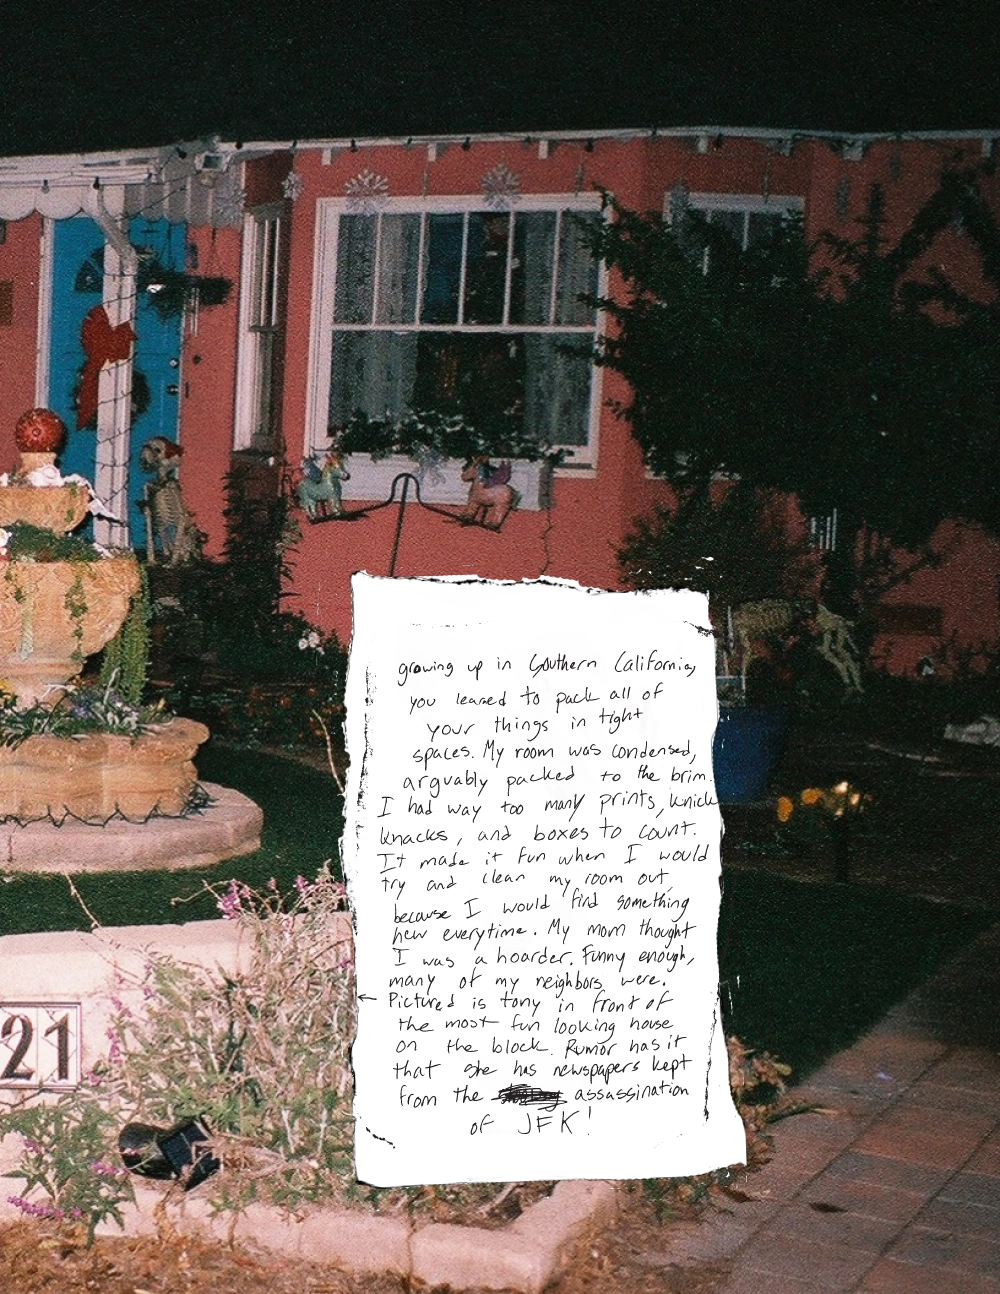 growing up in Southern California,
you learned to pack all of
your things in tight
spaces. My room was condensed,
arguably packed to the brim.
I had way too many prints, knick
knacks, and boxes to count.
It made it fun when I would
try and clean my room out,
because I would find something
new everytime. My mom thought
I was a hoarder. Funny enough,
many of my neighbors were.
← Pictured is tony in front of
the most fun looking house
on the block. Rumor has it
that she has newspapers kept
from the assassination
of JFK!
21